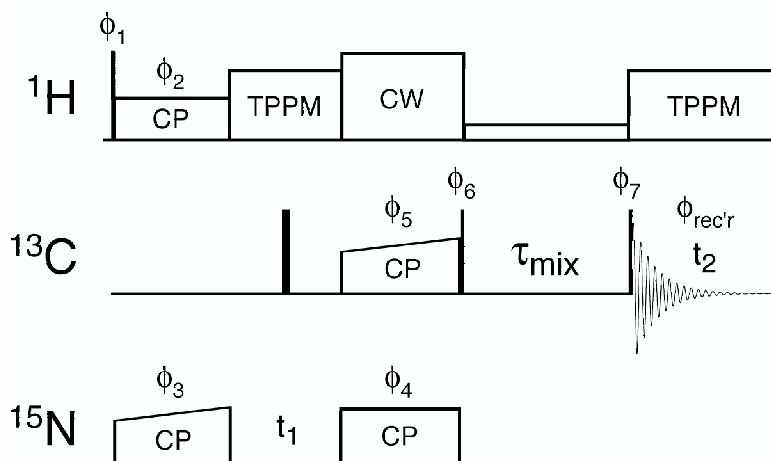 ϕ1
ϕ2
¹H CP TPPM CW TPPM
ϕ6 ϕ7
ϕ5 ϕrec'r
¹³C CP τmix t2
ϕ3 ϕ4
¹⁵N CP t1 CP